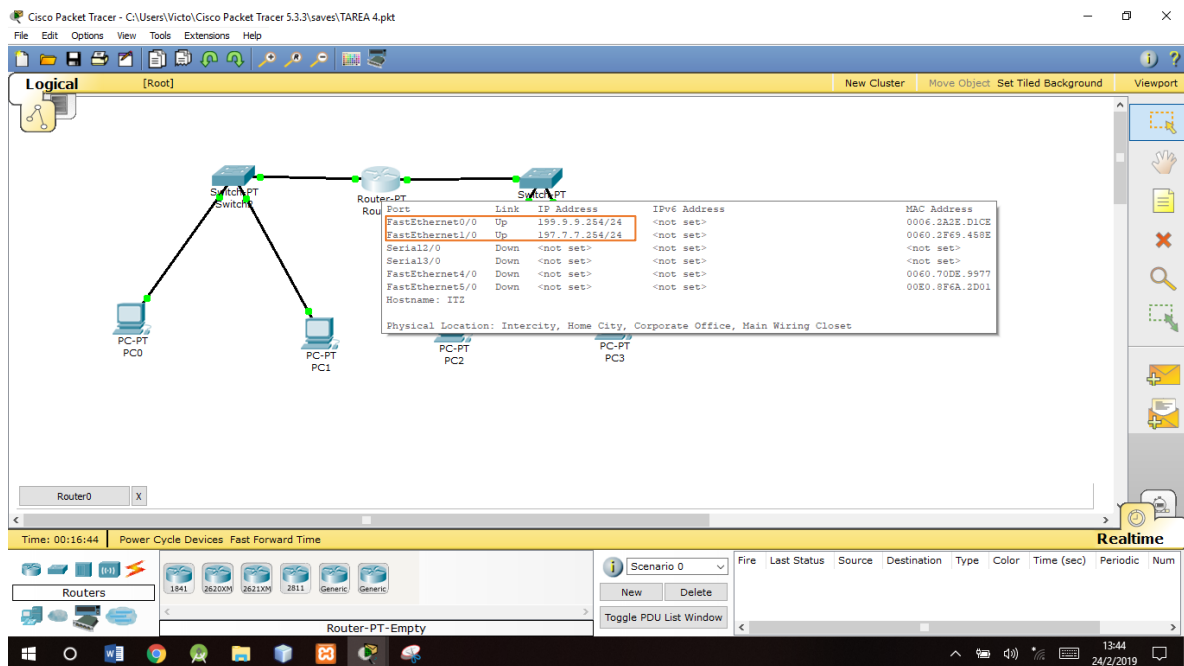 Cisco Packet Tracer - C:\Users\Victo\Cisco Packet Tracer 5.3.3\saves\TAREA 4.pkt
File Edit Options View Tools Extensions Help
Logical [Root] New Cluster Move Object Set Tiled Background Viewport
Switch-PT
Router-PT
Switch-PT
Port Link IP Address IPv6 Address MAC Address
FastEthernet0/0 Up 199.9.9.254/24 <not set> 0006.2A2E.D1CE
FastEthernet1/0 Up 197.7.7.254/24 <not set> 0060.2F69.458E
Serial2/0 Down <not set> <not set> <not set>
Serial3/0 Down <not set> <not set> <not set>
FastEthernet4/0 Down <not set> <not set> 0060.70DE.9977
FastEthernet5/0 Down <not set> <not set> 00E0.8F6A.2D01
Hostname: ITZ
Physical Location: Intercity, Home City, Corporate Office, Main Wiring Closet
PC-PT
PC0
PC-PT
PC1
PC-PT
PC2
PC-PT
PC3
Router0 X
Time: 00:16:44 Power Cycle Devices Fast Forward Time Realtime
Routers
1841 2620XM 2621XM 2811 Generic Generic
Router-PT-Empty
Scenario 0
New Delete
Toggle PDU List Window
Fire Last Status Source Destination Type Color Time (sec) Periodic Num
13:44
24/2/2019